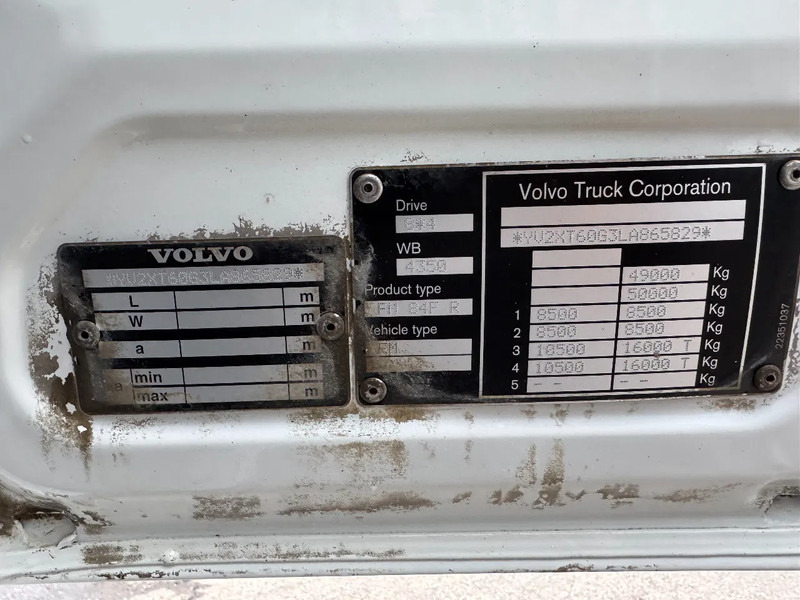 VOLVO
*YV2XT60G3LA865829*
L m
W m
a m
min m
max m
Drive
8*4
WB
4350
Product type
FM 84F R
Vehicle type
FM
Volvo Truck Corporation
*YV2XT60G3LA865829*
49000 Kg
50000 Kg
1 8500 8500 Kg
2 8500 8500 Kg
3 10500 16000 T Kg
4 10500 16000 T Kg
5 -- -- Kg
22351037